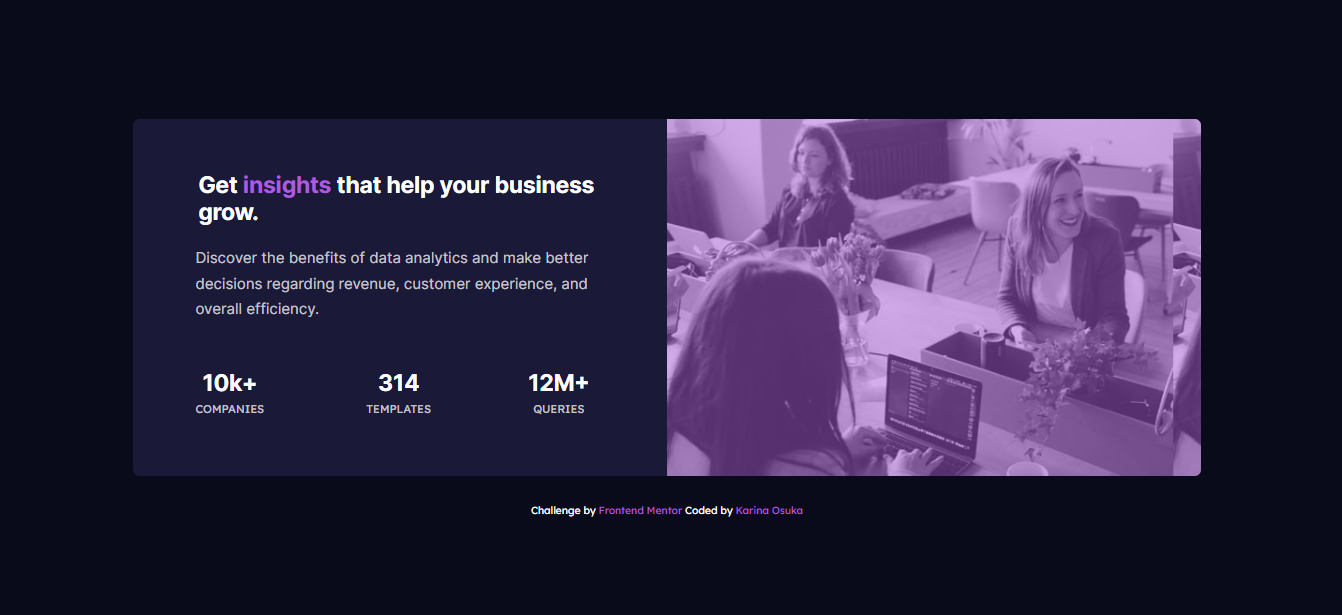 Get insights that help your business
grow.
Discover the benefits of data analytics and make better
decisions regarding revenue, customer experience, and
overall efficiency.
10k+ 314 12M+
COMPANIES TEMPLATES QUERIES
Challenge by Frontend Mentor Coded by Karina Osuka